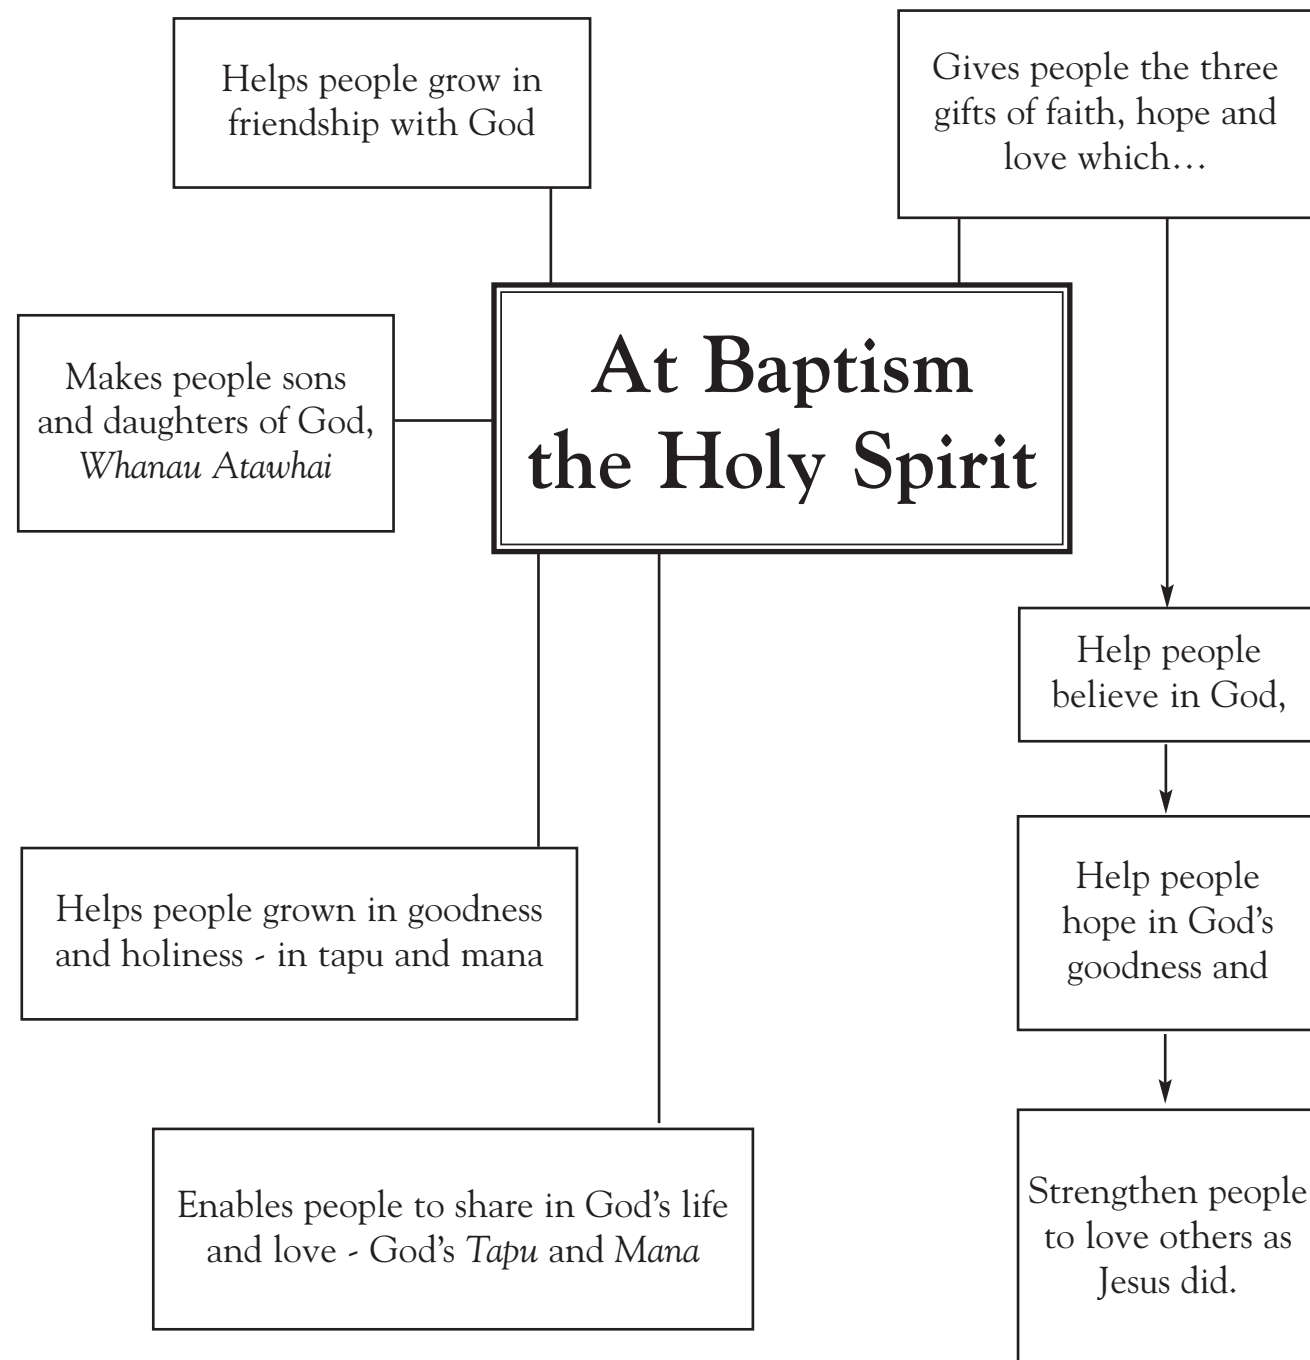 Helps people grow in
friendship with God
Gives people the three
gifts of faith, hope and
love which…
At Baptism
the Holy Spirit
Makes people sons
and daughters of God,
Whanau Atawhai
Help people
believe in God,
Help people
hope in God's
goodness and
Helps people grown in goodness
and holiness - in tapu and mana
Strengthen people
to love others as
Jesus did.
Enables people to share in God's life
and love - God's Tapu and Mana